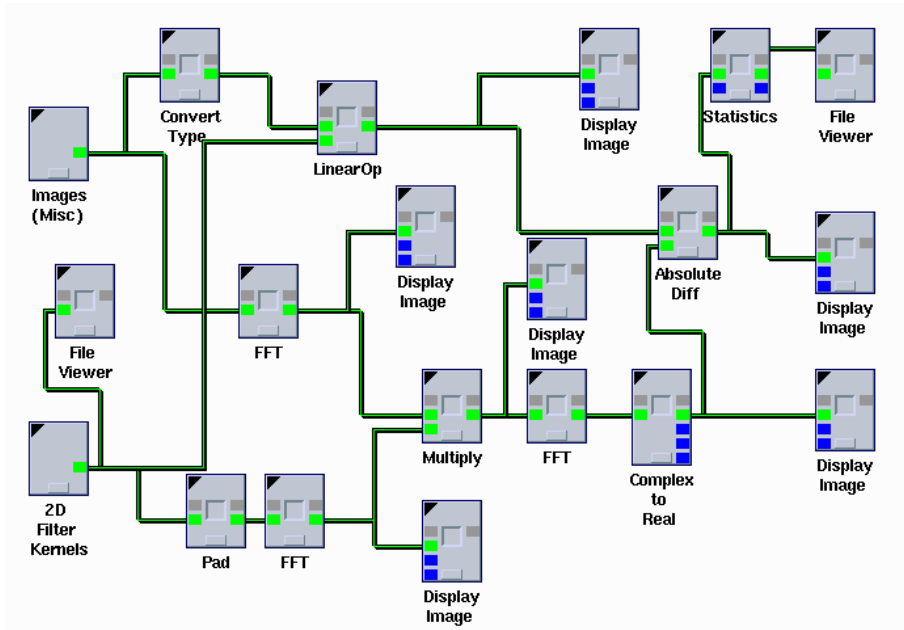 Convert
Type
Display
Image
Statistics
File
Viewer
Images
(Misc)
LinearOp
Display
Image
Absolute
Diff
Display
Image
File
Viewer
FFT
Display
Image
Multiply
FFT
Complex
to
Real
Display
Image
2D
Filter
Kernels
Pad
FFT
Display
Image